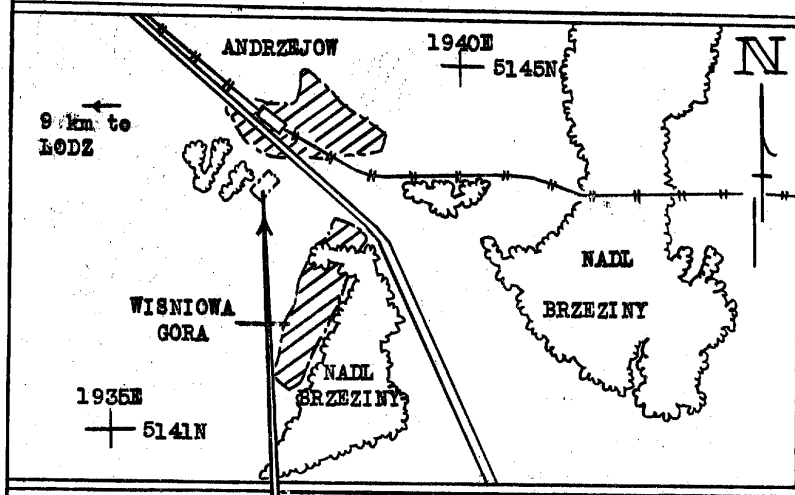 ANDRZEJOW
1940E
5145N
N
9 km to
LODZ
NADL
BRZEZINY
WISNIOWA
GORA
NADL
BRZEZINY
1935E
5141N